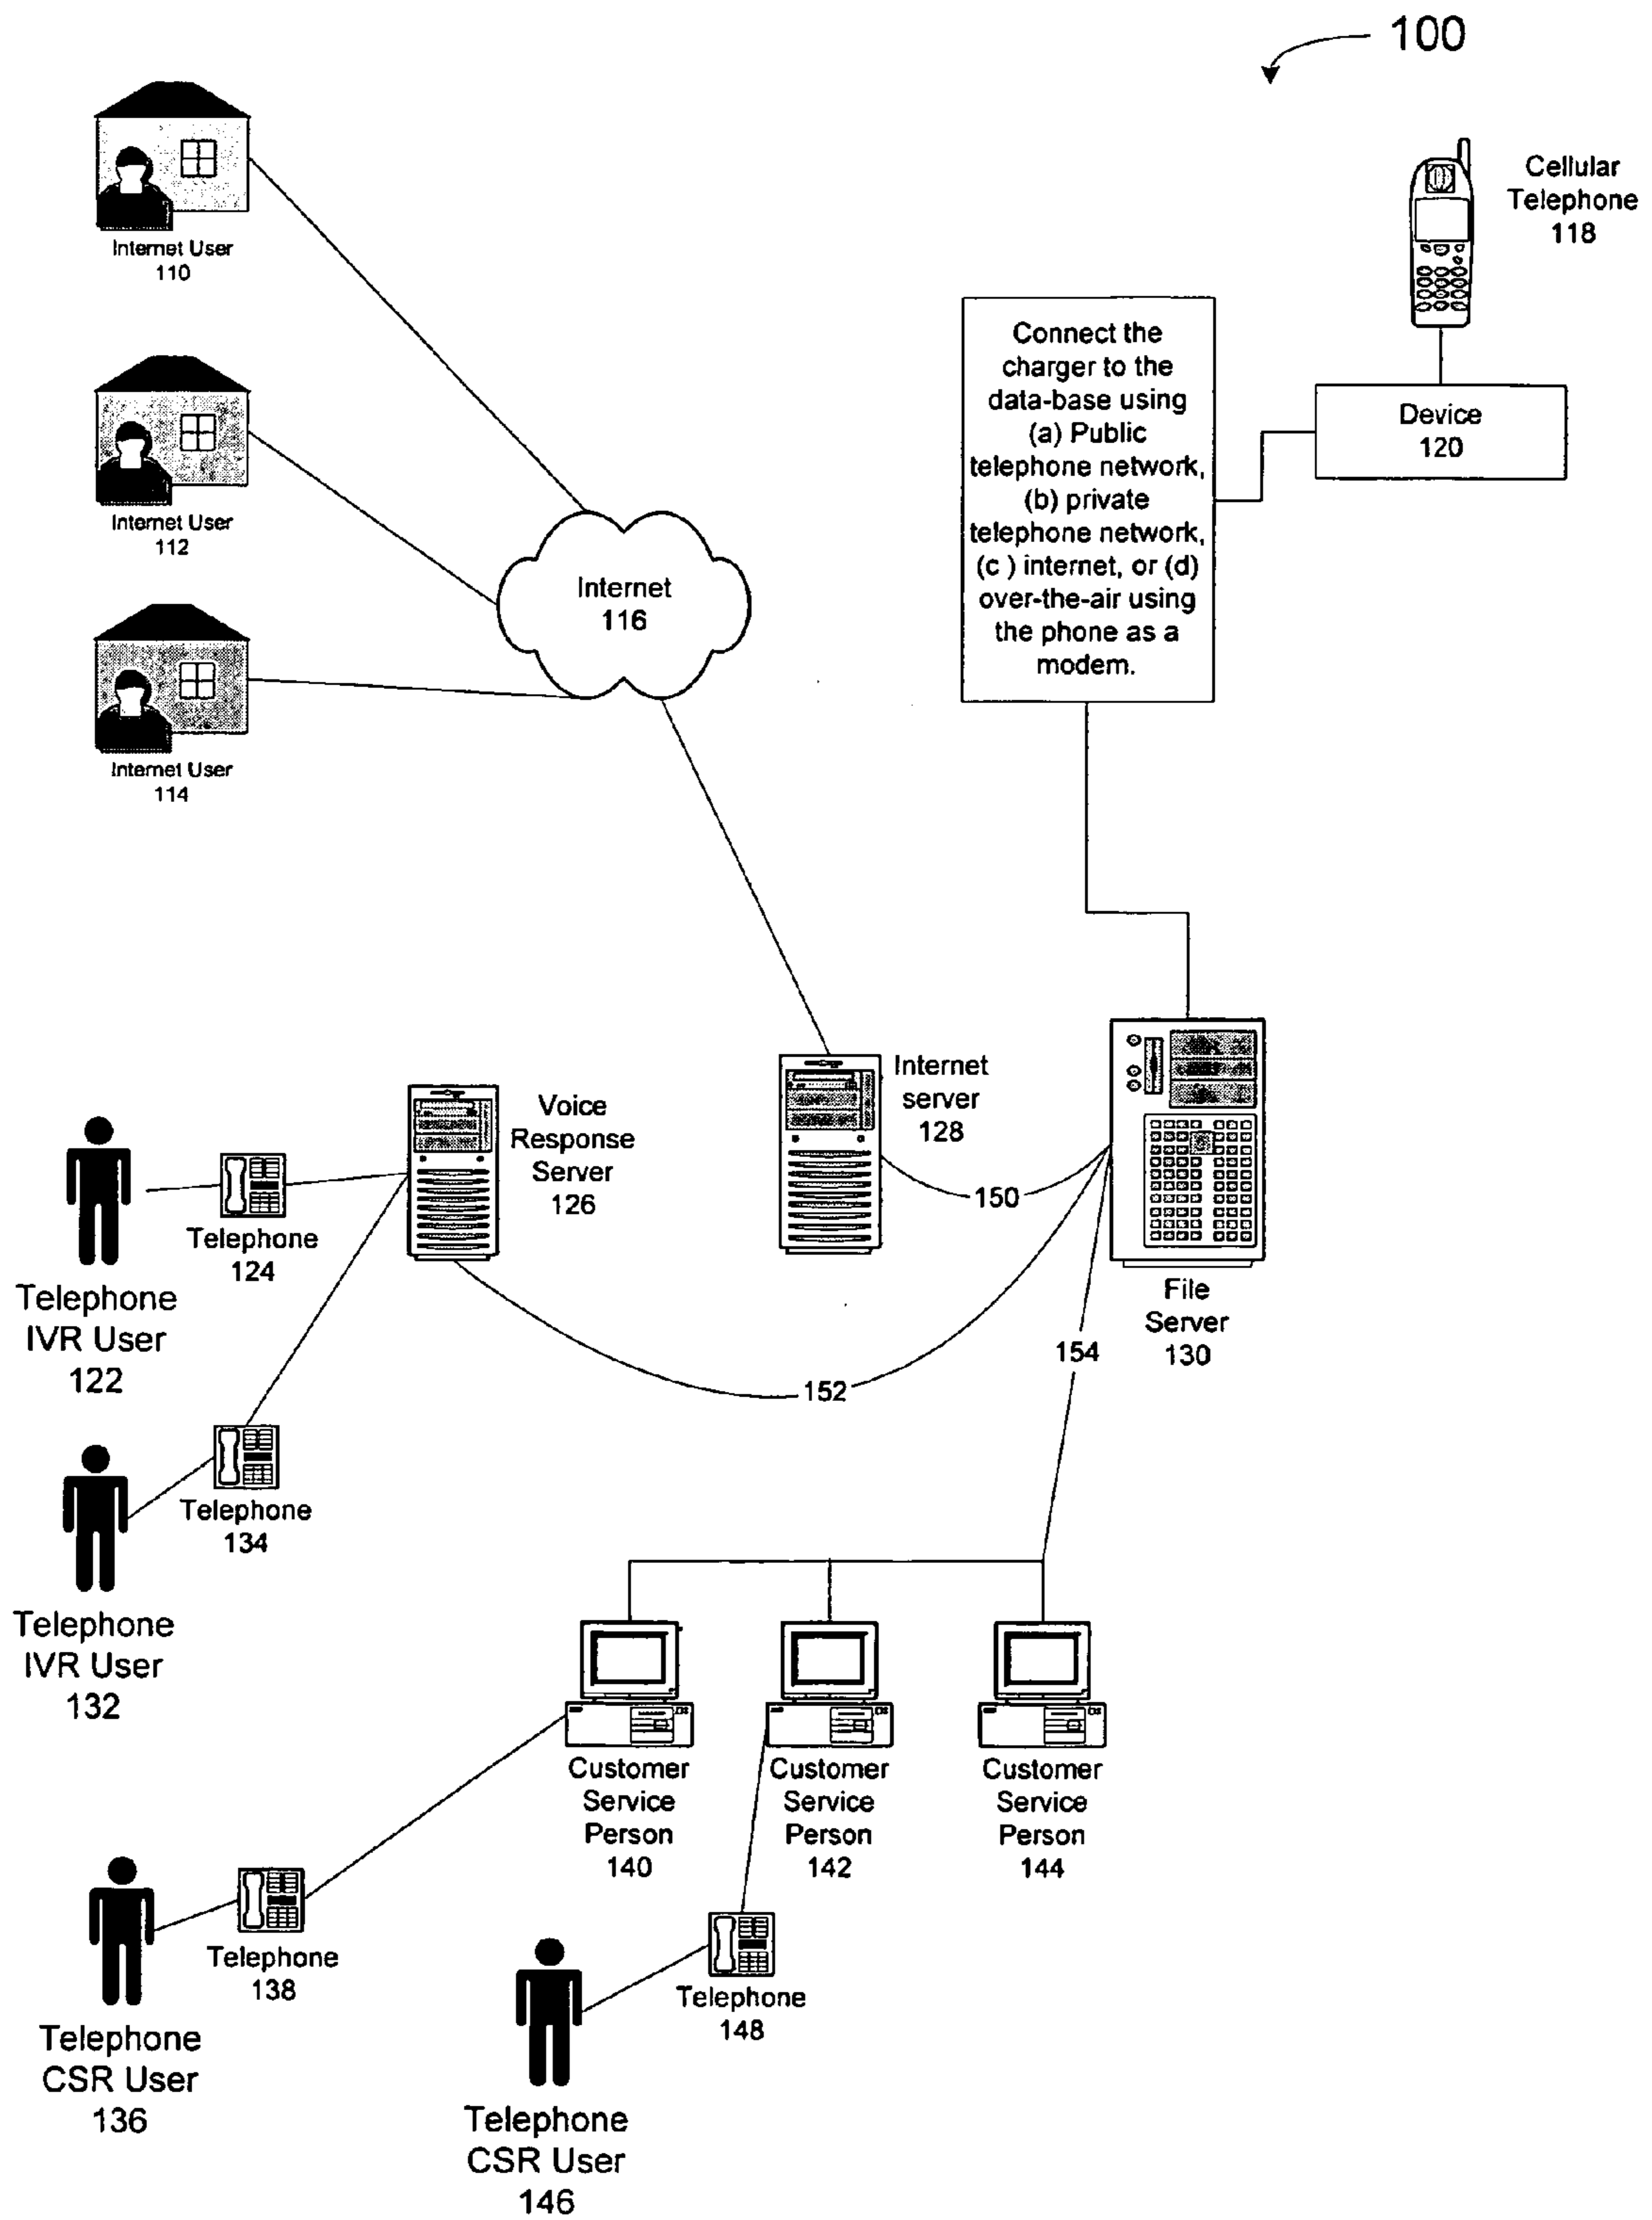 100
Internet User
110
Cellular
Telephone
118
Connect the
charger to the
data-base using
(a) Public
telephone network,
(b) private
telephone network,
(c ) internet, or (d)
over-the-air using
the phone as a
modem.
Device
120
Internet User
112
Internet
116
Internet User
114
Internet
server
128
Voice
Response
Server
126
150
Telephone
124
Telephone
IVR User
122
File
Server
130
154
152
Telephone
134
Telephone
IVR User
132
Customer
Service
Person
140
Customer
Service
Person
142
Customer
Service
Person
144
Telephone
138
Telephone
CSR User
136
Telephone
148
Telephone
CSR User
146